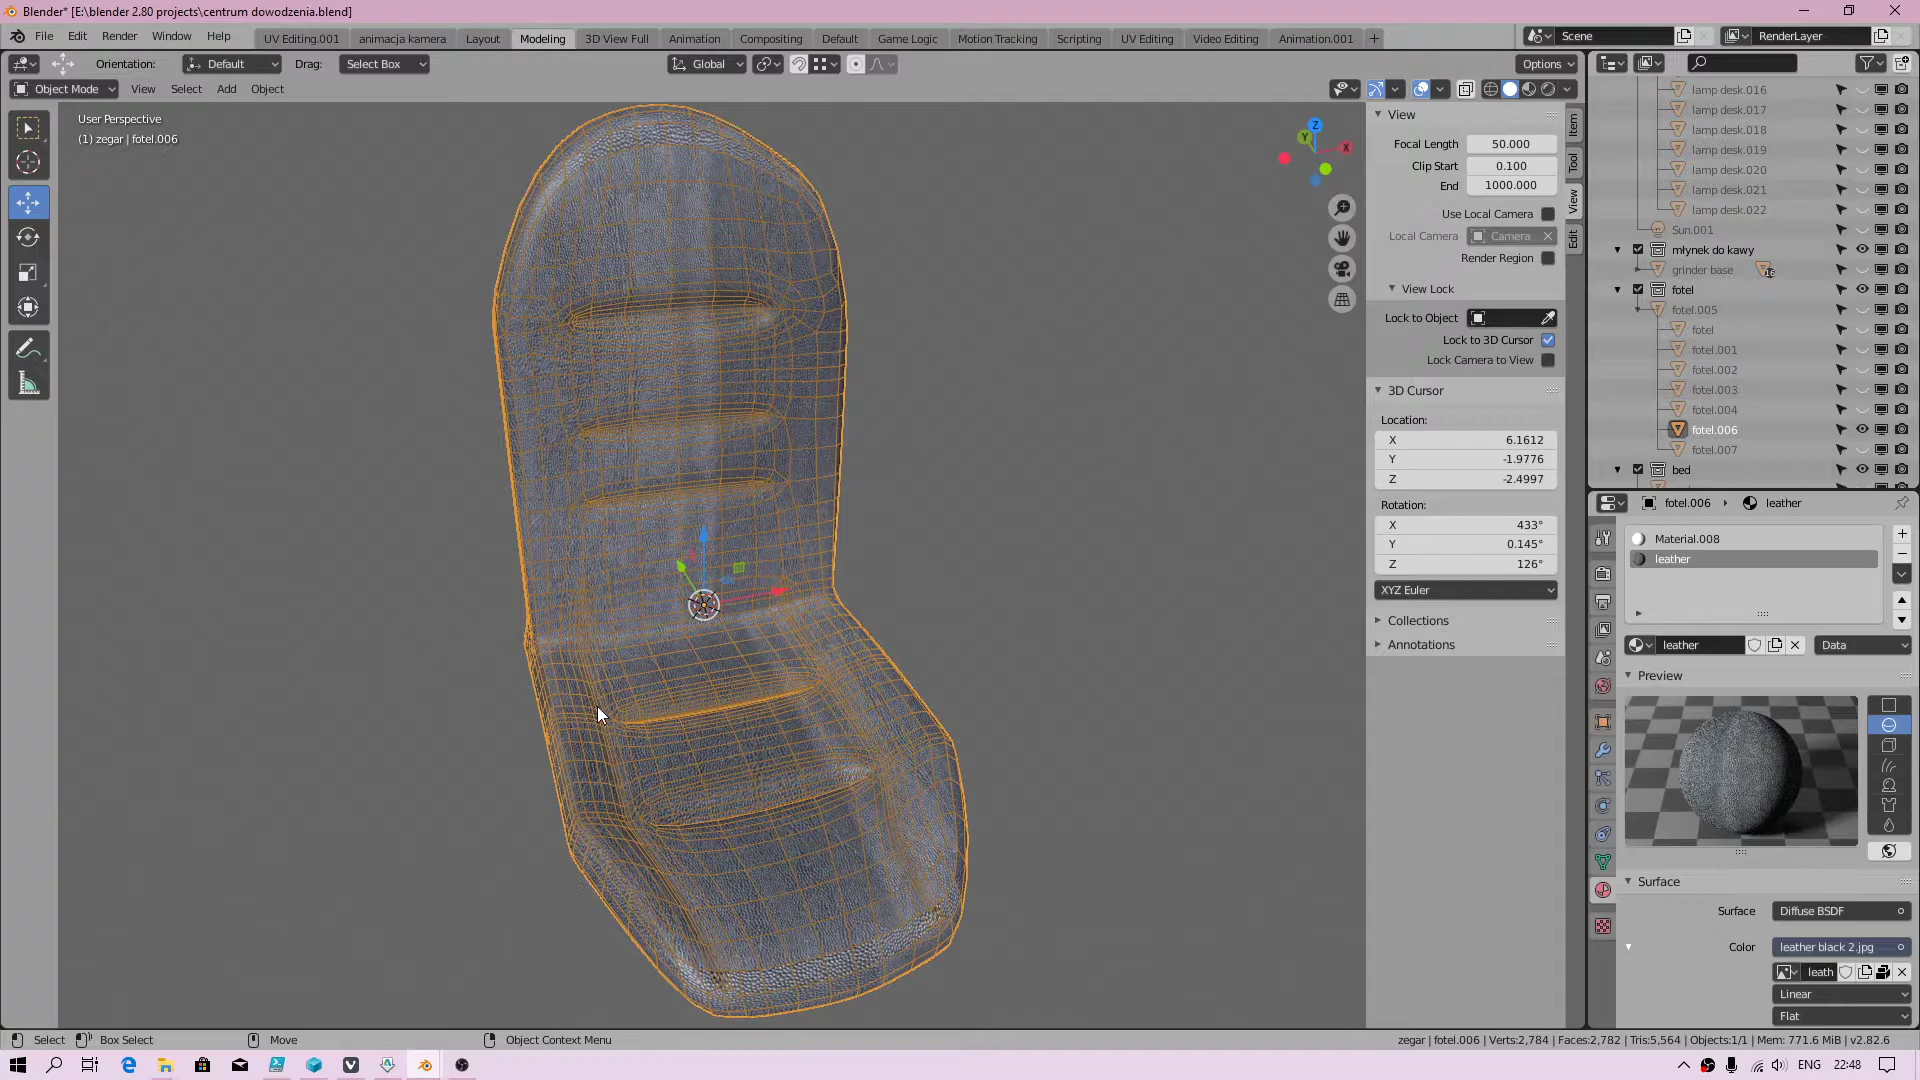 Blender* [E:\blender 2.80 projects\centrum dowodzenia.blend]
File Edit Render Window Help
UV Editing.001 animacja kamera Layout Modeling 3D View Full Animation Compositing Default Game Logic Motion Tracking Scripting UV Editing Video Editing Animation.001 +
Scene RenderLayer
Orientation: Default Drag: Select Box Global Options
Object Mode View Select Add Object
User Perspective
(1) zegar | fotel.006
Z
Y
X
View
Focal Length 50.000
Clip Start 0.100
End 1000.000
Use Local Camera
Local Camera Camera
Render Region
View Lock
Lock to Object
Lock to 3D Cursor
Lock Camera to View
3D Cursor
Location:
X 6.1612
Y -1.9776
Z -2.4997
Rotation:
X 433°
Y 0.145°
Z 126°
XYZ Euler
Collections
Annotations
Item
Tool
View
Edit
lamp desk.016
lamp desk.017
lamp desk.018
lamp desk.019
lamp desk.020
lamp desk.021
lamp desk.022
Sun.001
młynek do kawy
grinder base 16
fotel
fotel.005
fotel
fotel.001
fotel.002
fotel.003
fotel.004
fotel.006
fotel.007
bed
fotel.006 leather
Material.008
leather
leather Data
Preview
Surface
Surface Diffuse BSDF
Color leather black 2.jpg
leath
Linear
Flat
Select Box Select Move Object Context Menu
zegar | fotel.006 | Verts:2,784 | Faces:2,782 | Tris:5,564 | Objects:1/1 | Mem: 771.6 MiB | v2.82.6
ENG 22:48